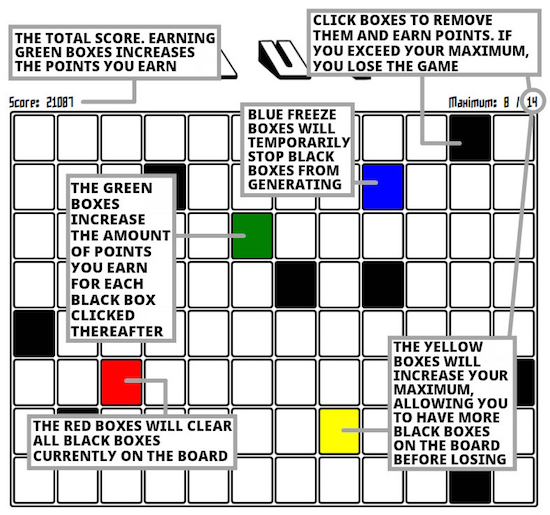 THE TOTAL SCORE. EARNING
GREEN BOXES INCREASES
THE POINTS YOU EARN
CLICK BOXES TO REMOVE
THEM AND EARN POINTS. IF
YOU EXCEED YOUR MAXIMUM,
YOU LOSE THE GAME
Score: 21087
Maximum: 8 / 14
BLUE FREEZE
BOXES WILL
TEMPORARILY
STOP BLACK
BOXES FROM
GENERATING
THE GREEN
BOXES
INCREASE
THE AMOUNT
OF POINTS
YOU EARN
FOR EACH
BLACK BOX
CLICKED
THEREAFTER
THE YELLOW
BOXES WILL
INCREASE YOUR
MAXIMUM,
ALLOWING YOU
TO HAVE MORE
BLACK BOXES
ON THE BOARD
BEFORE LOSING
THE RED BOXES WILL CLEAR
ALL BLACK BOXES
CURRENTLY ON THE BOARD